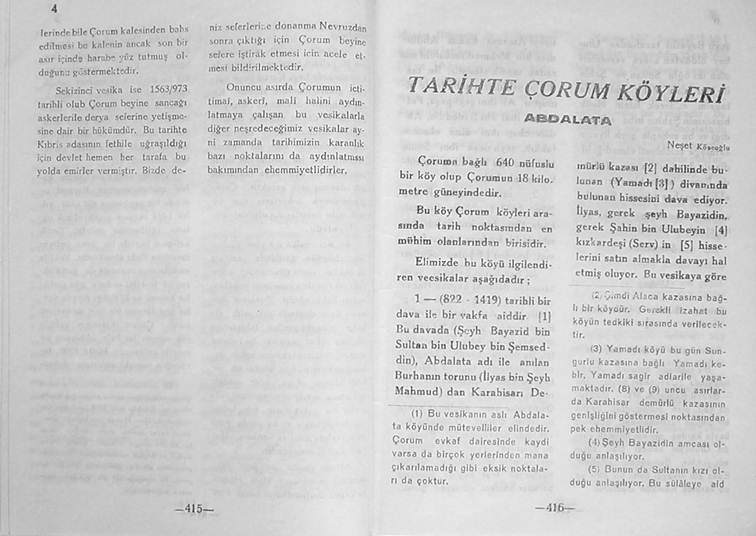 4
lerinde bile Çorum kalesinden bahs
edilmesi bu kalenin ancak son bir
asır içinde harabe yüz tutmuş ol-
duğunu göstermektedir.
Sekizinci vesika ise 1563/973
tarihli olub Çorum beyine sancağı
askerlerile derya seferine yetişme-
sine dair bir hükümdür. Bu tarihte
Kıbrıs adasının fethile uğraşıldığı
için devlet hemen her tarafa bu
yolda emirler vermiştir. Bizde de-
niz seferlerine donanma Nevruzdan
sonra çıktığı için Çorum beyine
sefere iştirâk etmesi için acele et-
mesi bildirilmektedir.
Onuncu asırda Çorumun icti-
timaî, askerî, malî halini aydın-
latmaya çalışan bu vesikalarla
diğer neşredeceğimiz vesikalar ay-
ni zamanda tarihimizin karanlık
bazı noktalarını da aydınlatması
bakımından ehemmiyetlidirler.
—415—
TARİHTE ÇORUM KÖYLERİ
ABDALATA
Neşet Köseoğlu
Çoruma bağlı 640 nüfuslu
bir köy olup Çorumun 18 kilo.
metre güneyindedir.
Bu köy Çorum köyleri ara-
sında tarih noktasından en
mühim olanlarından birisidir.
Elimizde bu köyü ilgilendi-
ren veesikalar aşağıdadır ;
1 — (822 - 1419) tarihli bir
dava ile bir vakfa aiddir [1]
Bu davada (Şeyh Bayazid bin
Sultan bin Ulubey bin Şemsed-
din), Abdalata adı ile anılan
Burhanın torunu (İlyas bin Şeyh
Mahmud) dan Karahisarı De-
(1) Bu vesikanın aslı Abdala-
ta köyünde mütevelliler elindedir.
Çorum evkaf dairesinde kaydi
varsa da birçok yerlerinden mana
çıkarılamadığı gibi eksik noktala-
rı da çoktur.
mürlü kazası [2] dahilinde bu-
lunan (Yamadı [3] ) divanında
bulunan hissesini dava ediyor.
İlyas, gerek şeyh Bayazidin,
gerek Şahin bin Ulubeyin [4]
kızkardeşi (Serv) in [5] hisse-
lerini satın almakla davayı hal
etmiş oluyor. Bu vesikaya göre
(2) Şimdi Alaca kazasına bağ-
lı bir köydür. Gerekli izahat bu
köyün tedkiki sırasında verilecek-
tir.
(3) Yamadı köyü bu gün Sun-
gurlu kazasına bağlı Yamadı ke-
bir, Yamadı sagir adlarile yaşa-
maktadır. (8) ve (9) uncu asırlar-
da Karahisar demürlü kazasının
genişliğini göstermesi noktasından
pek ehemmiyetlidir.
(4) Şeyh Bayazidin amcası ol-
duğu anlaşılıyor.
(5) Bunun da Sultanın kızı ol-
duğu anlaşılıyor. Bu sülâleye aid
—416—